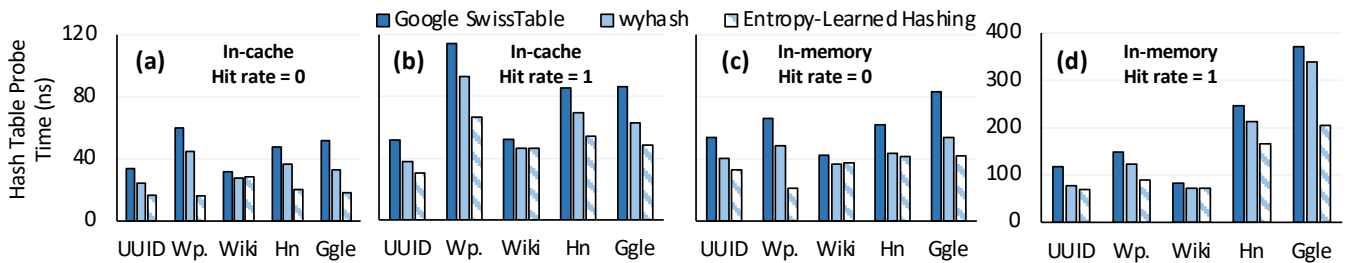 Google SwissTable wyhash Entropy-Learned Hashing
Hash Table Probe
Time (ns)
120
80
40
0
(a)
In-cache
Hit rate = 0
UUID Wp. Wiki Hn Ggle
(b)
In-cache
Hit rate = 1
UUID Wp. Wiki Hn Ggle
(c)
In-memory
Hit rate = 0
UUID Wp. Wiki Hn Ggle
400
300
200
100
0
(d)
In-memory
Hit rate = 1
UUID Wp. Wiki Hn Ggle